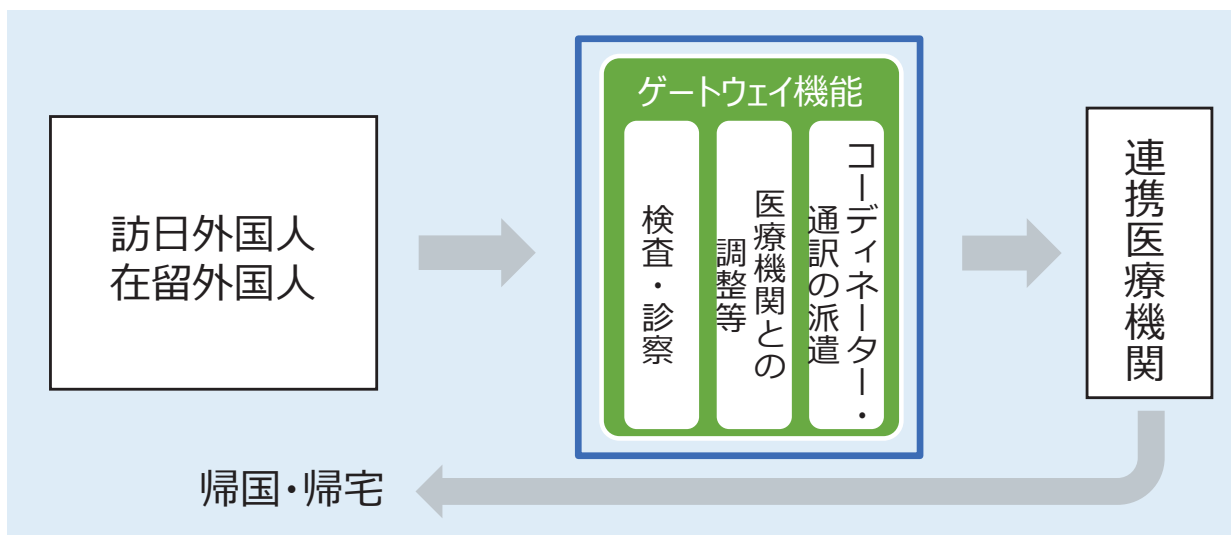 訪日外国人
在留外国人
ゲートウェイ機能
検査・診察
医療機関との
調整等
コーディネーター・
通訳の派遣
連携医療機関
帰国・帰宅